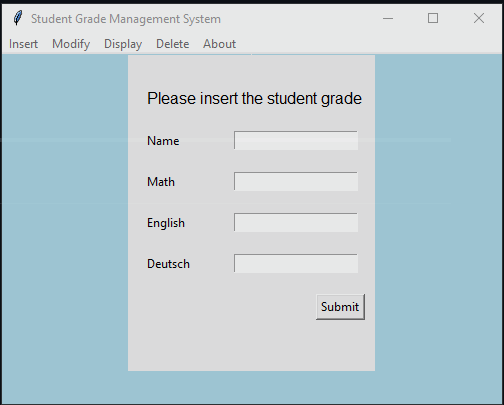 Student Grade Management System
Insert Modify Display Delete About
Please insert the student grade
Name
Math
English
Deutsch
Submit